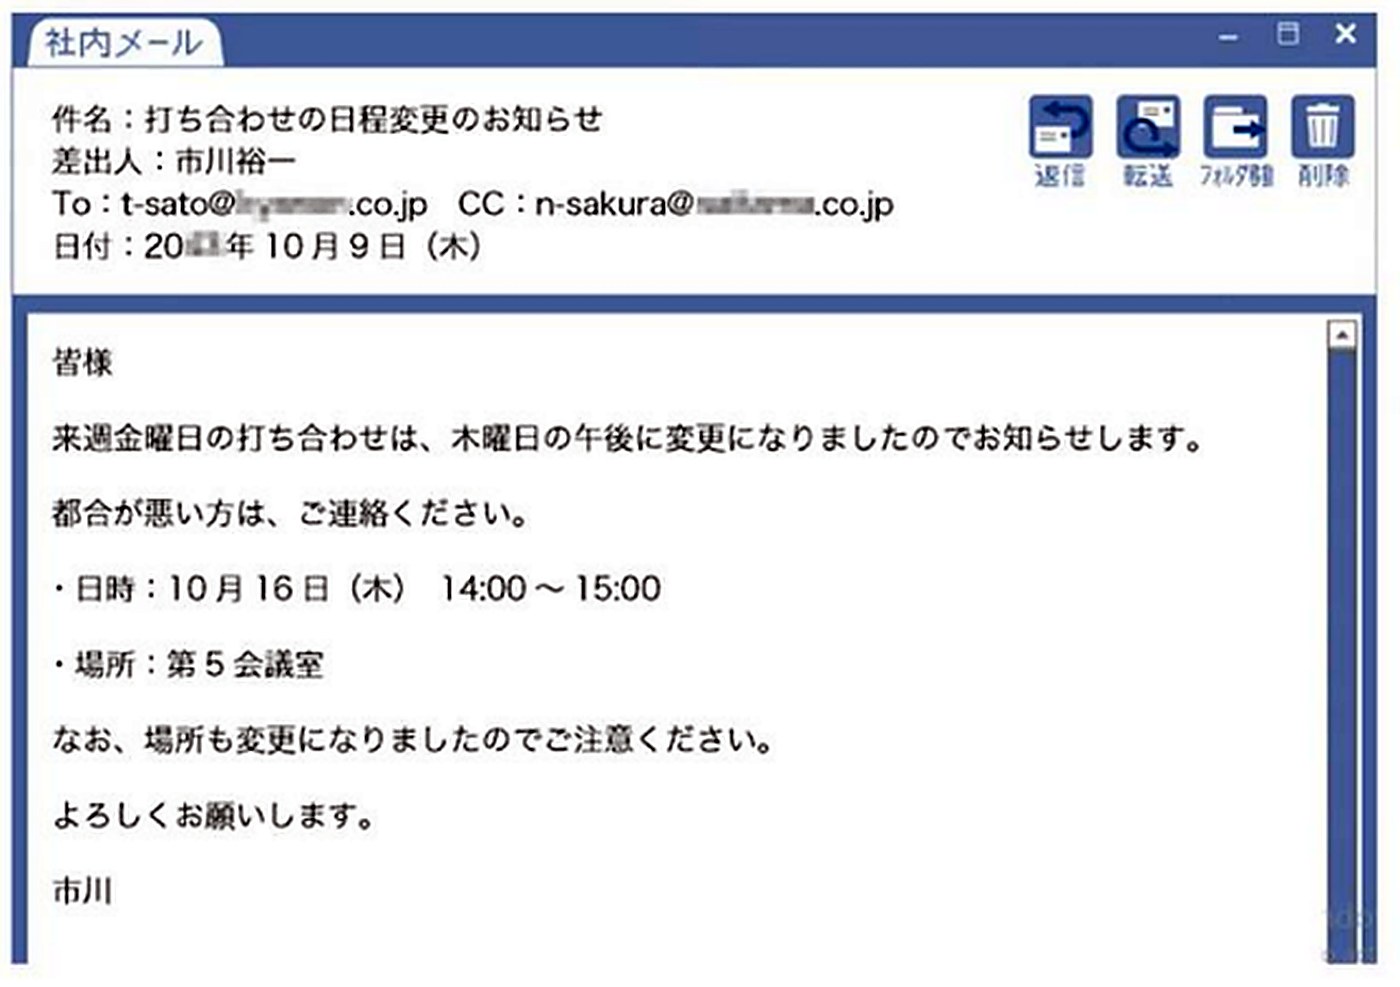 社内メール
件名：打ち合わせの日程変更のお知らせ
差出人：市川裕一
To：t-sato@ .co.jp CC：n-sakura@ .co.jp
日付：20 年 10 月 9 日（木）
返信 転送 フォルダ移動 削除
皆様
来週金曜日の打ち合わせは、木曜日の午後に変更になりましたのでお知らせします。
都合が悪い方は、ご連絡ください。
・日時：10 月 16 日（木） 14:00 ～ 15:00
・場所：第 5 会議室
なお、場所も変更になりましたのでご注意ください。
よろしくお願いします。
市川